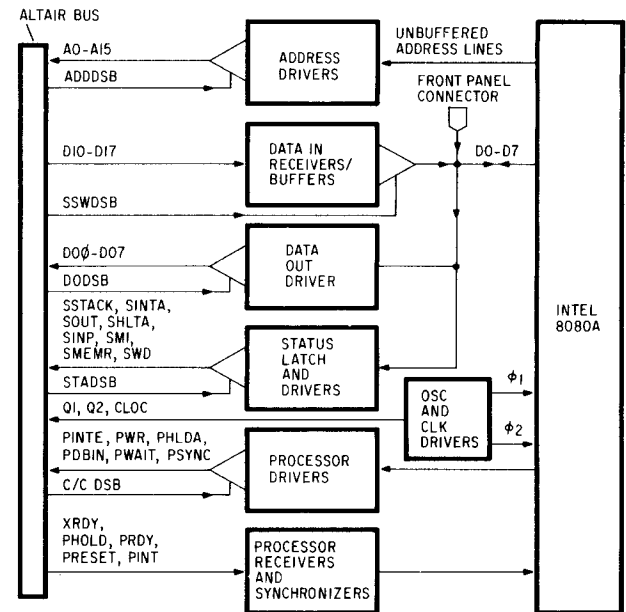 ALTAIR BUS
A0-A15
ADDDSB
ADDRESS
DRIVERS
UNBUFFERED
ADDRESS LINES
FRONT PANEL
CONNECTOR
DI0-DI7
DATA IN
RECEIVERS/
BUFFERS
D0-D7
SSWDSB
DOØ-DO7
DODSB
DATA
OUT
DRIVER
INTEL
8080A
SSTACK, SINTA,
SOUT, SHLTA,
SINP, SMI,
SMEMR, SWD
STADSB
STATUS
LATCH
AND
DRIVERS
Q1, Q2, CLOC
OSC
AND
CLK
DRIVERS
ϕ1
ϕ2
PINTE, PWR, PHLDA,
PDBIN, PWAIT, PSYNC
C/C DSB
PROCESSOR
DRIVERS
XRDY,
PHOLD, PRDY,
PRESET, PINT
PROCESSOR
RECEIVERS
AND
SYNCHRONIZERS